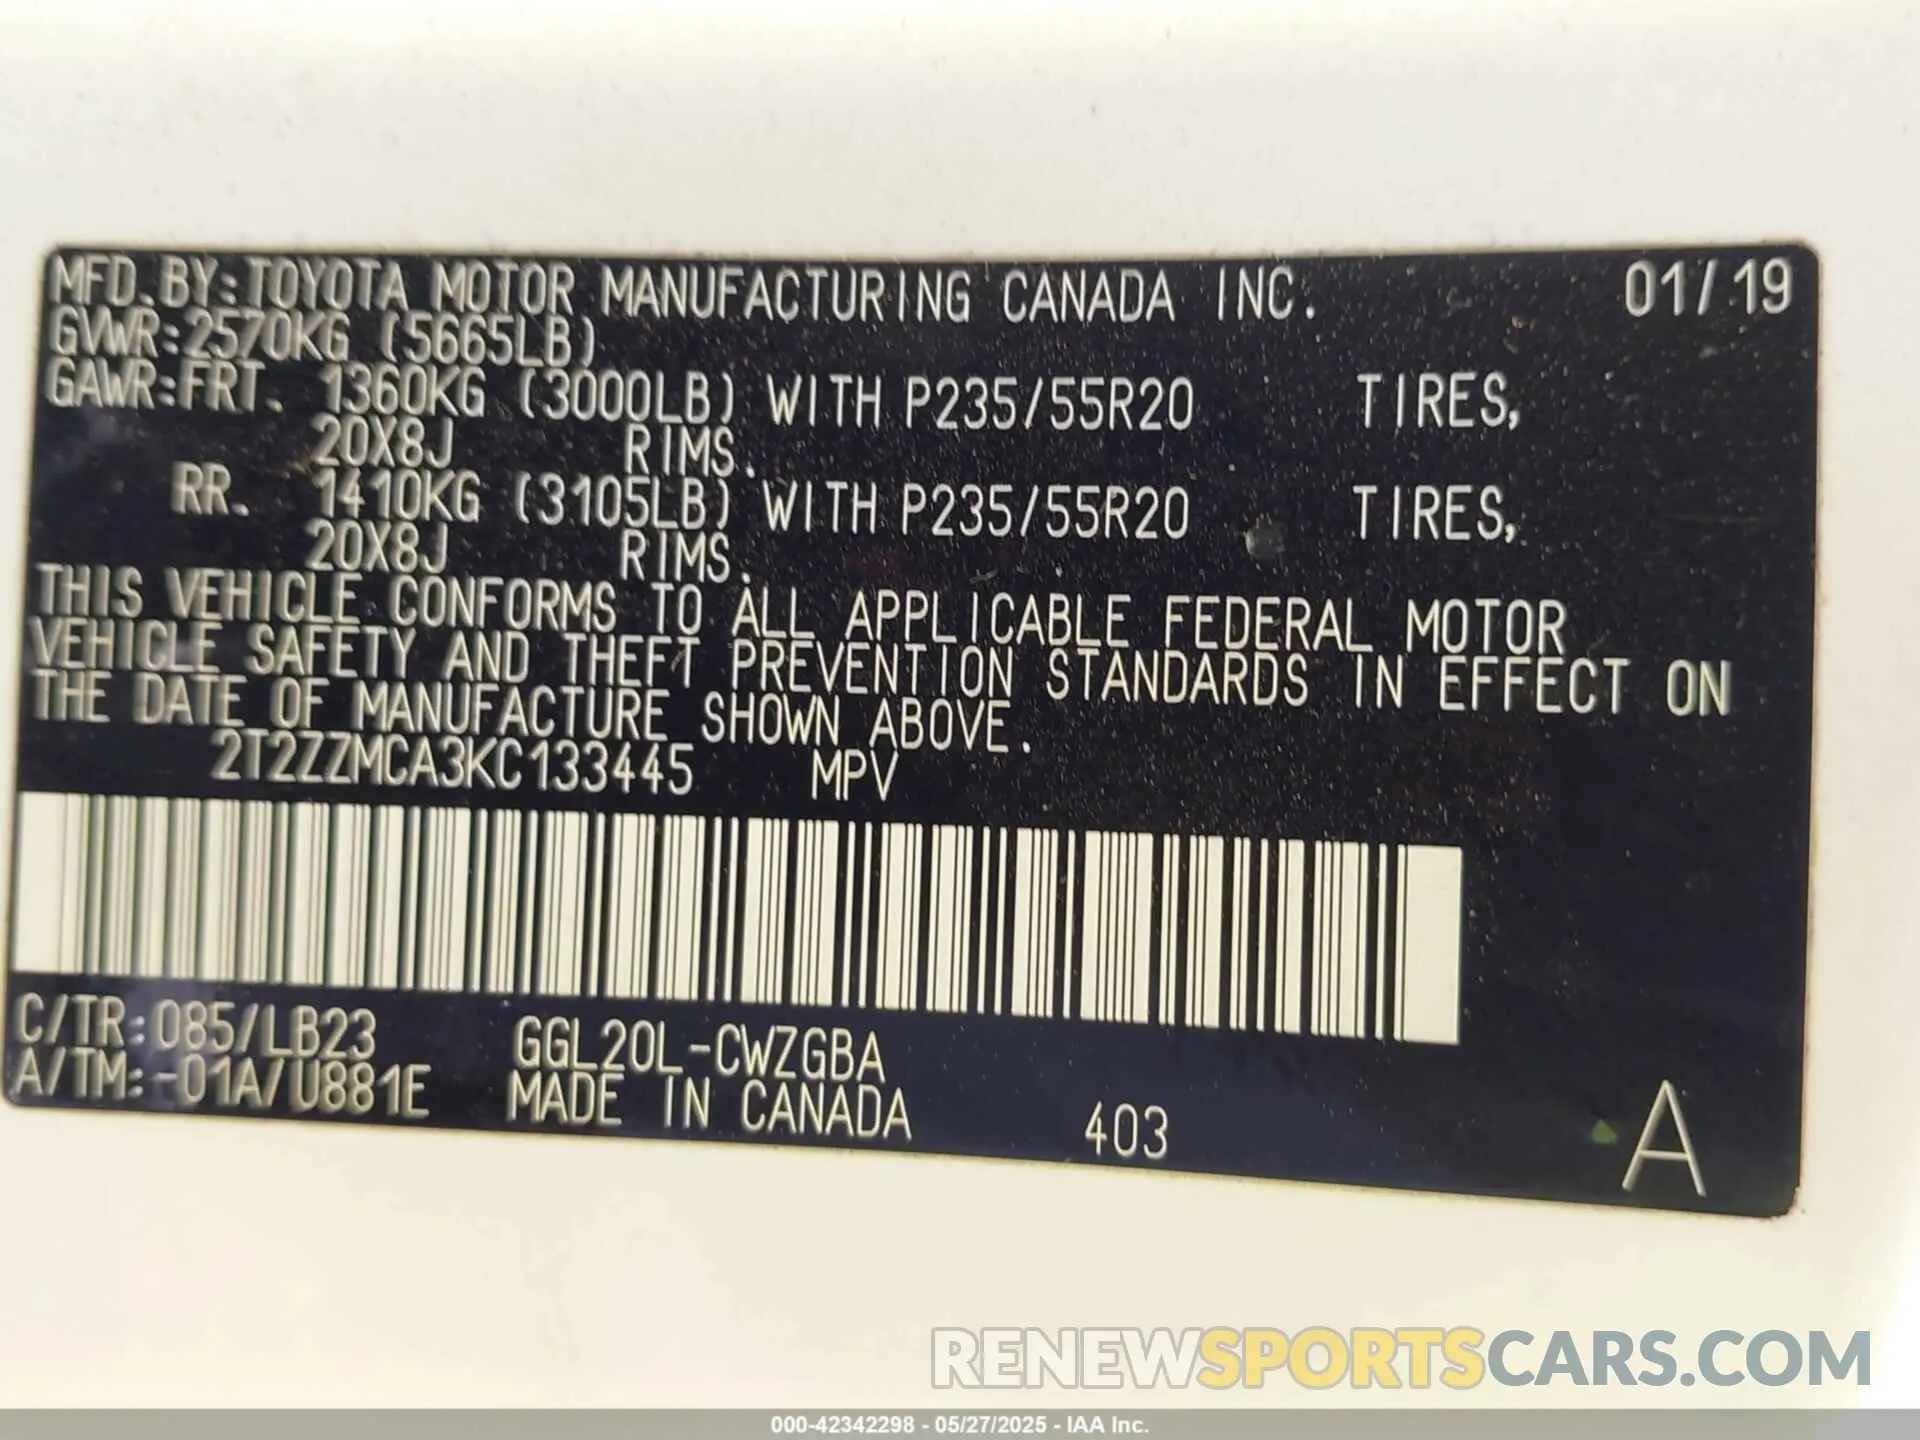 MFD. BY: TOYOTA MOTOR MANUFACTURING CANADA INC. 01/19
GVWR: 2570KG (5665LB)
GAWR: FRT. 1360KG (3000LB) WITH P235/55R20 TIRES,
20X8J RIMS.
RR. 1410KG (3105LB) WITH P235/55R20 TIRES,
20X8J RIMS.
THIS VEHICLE CONFORMS TO ALL APPLICABLE FEDERAL MOTOR
VEHICLE SAFETY AND THEFT PREVENTION STANDARDS IN EFFECT ON
THE DATE OF MANUFACTURE SHOWN ABOVE.
2T2ZZMCA3KC133445 MPV
C/TR: 085/LB23 GGL20L-CWZGBA
A/TM: -01A/U881E MADE IN CANADA 403 A
RENEWSPORTSCARS.COM
000-42342298 - 05/27/2025 - IAA Inc.